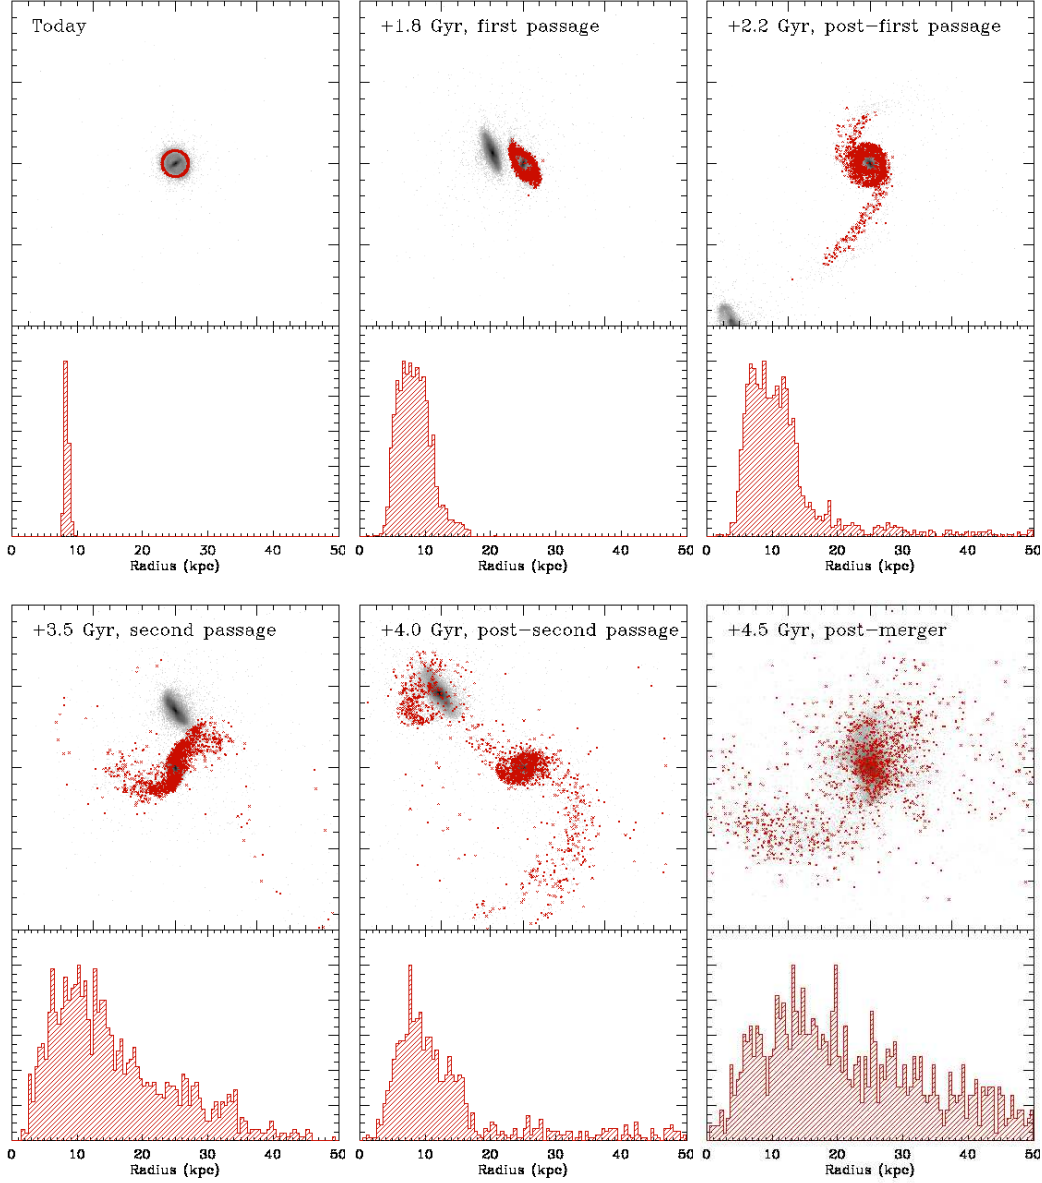 Today
+1.8 Gyr, first passage
+2.2 Gyr, post-first passage
0 10 20 30 40 50
Radius (kpc)
0 10 20 30 40 50
Radius (kpc)
0 10 20 30 40 50
Radius (kpc)
+3.5 Gyr, second passage
+4.0 Gyr, post-second passage
+4.5 Gyr, post-merger
0 10 20 30 40 50
Radius (kpc)
0 10 20 30 40 50
Radius (kpc)
0 10 20 30 40 50
Radius (kpc)